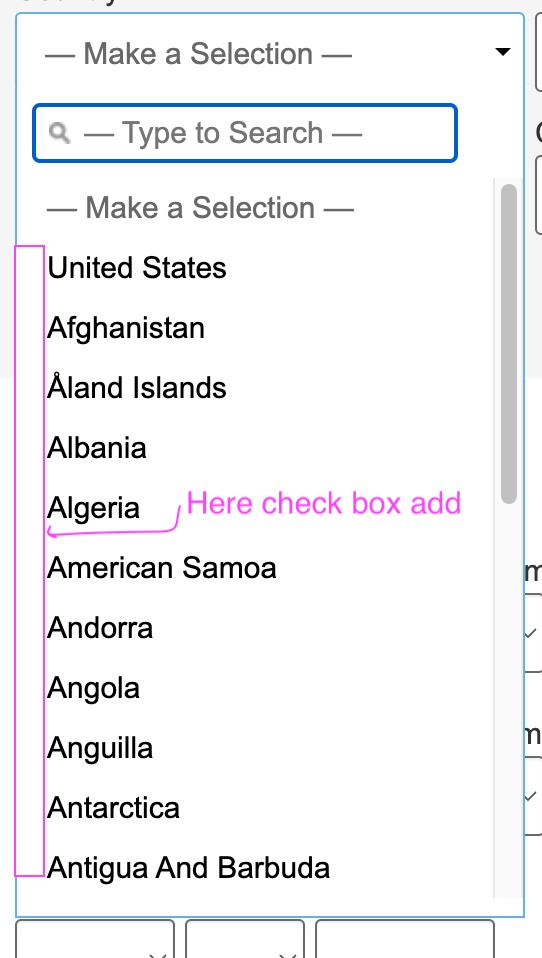 — Make a Selection —
— Type to Search —
— Make a Selection —
United States
Afghanistan
Åland Islands
Albania
Algeria
Here check box add
American Samoa
Andorra
Angola
Anguilla
Antarctica
Antigua And Barbuda